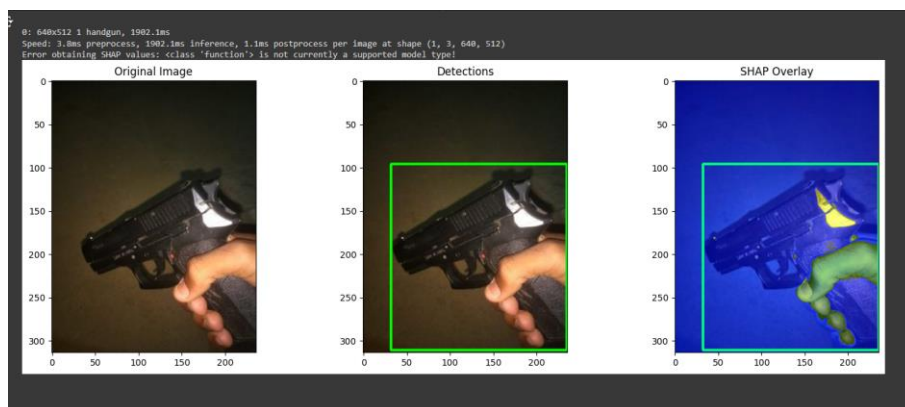 0: 640x512 1 handgun, 1902.1ms
Speed: 3.8ms preprocess, 1902.1ms inference, 1.1ms postprocess per image at shape (1, 3, 640, 512)
Error obtaining SHAP values: <class 'function'> is not currently a supported model type!
Original Image
0
50
100
150
200
250
300
0 50 100 150 200
Detections
0
50
100
150
200
250
300
0 50 100 150 200
SHAP Overlay
0
50
100
150
200
250
300
0 50 100 150 200